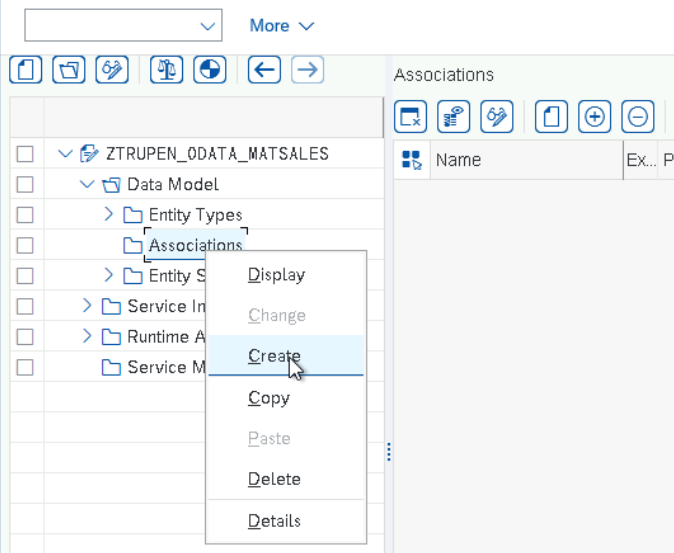 More
Associations
Name
Ex...
ZTRUPEN_ODATA_MATSALES
Data Model
Entity Types
Associations
Entity S
Service In
Runtime A
Service M
Display
Change
Create
Copy
Paste
Delete
Details